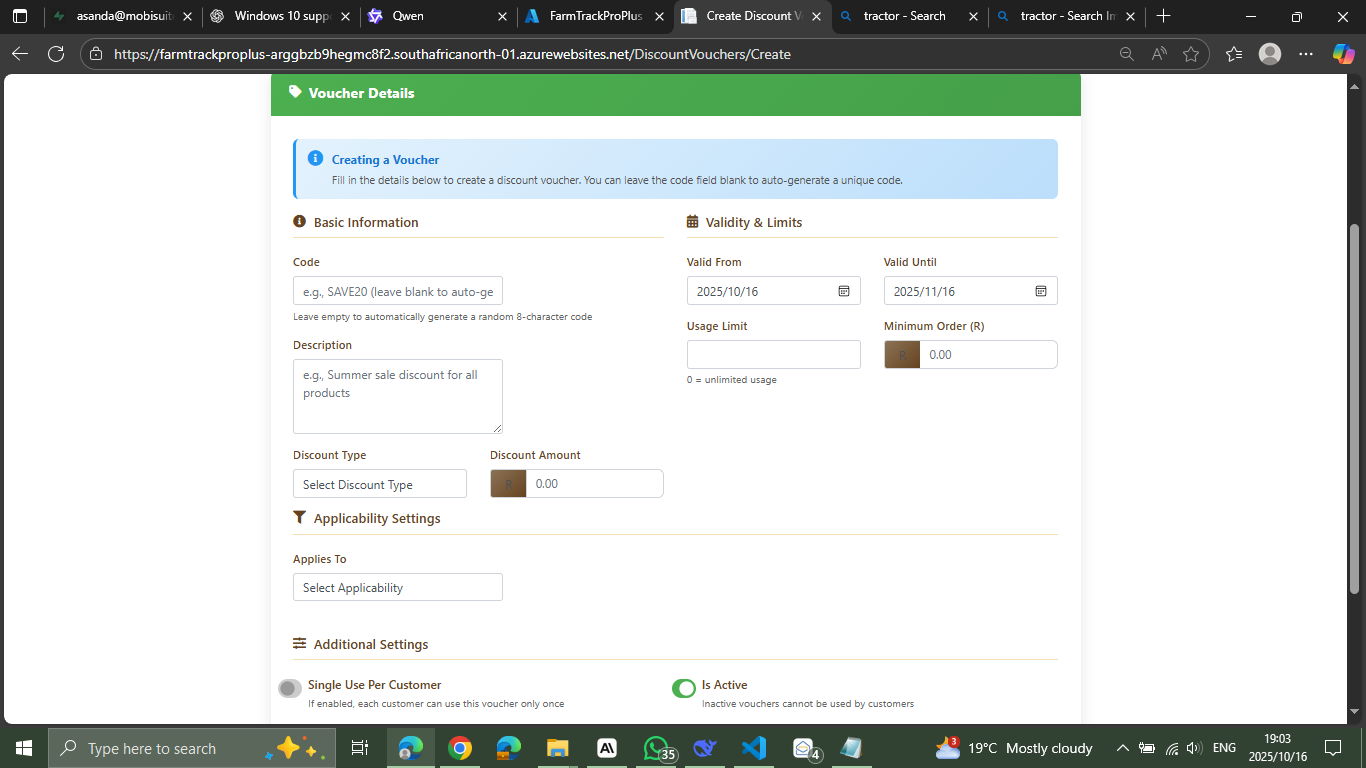 asanda@mobisuit
Windows 10 supp
Qwen
FarmTrackProPlus
Create Discount V
tractor - Search
tractor - Search Im
https://farmtrackproplus-arggbzb9hegmc8f2.southafricanorth-01.azurewebsites.net/DiscountVouchers/Create
Voucher Details
Creating a Voucher
Fill in the details below to create a discount voucher. You can leave the code field blank to auto-generate a unique code.
Basic Information
Code
e.g., SAVE20 (leave blank to auto-ge
Leave empty to automatically generate a random 8-character code
Description
e.g., Summer sale discount for all
products
Discount Type
Discount Amount
Select Discount Type
R 0.00
Validity & Limits
Valid From
Valid Until
2025/10/16
2025/11/16
Usage Limit
Minimum Order (R)
R 0.00
0 = unlimited usage
Applicability Settings
Applies To
Select Applicability
Additional Settings
Single Use Per Customer
If enabled, each customer can use this voucher only once
Is Active
Inactive vouchers cannot be used by customers
Type here to search
35
4
3
19°C Mostly cloudy
ENG
19:03
2025/10/16